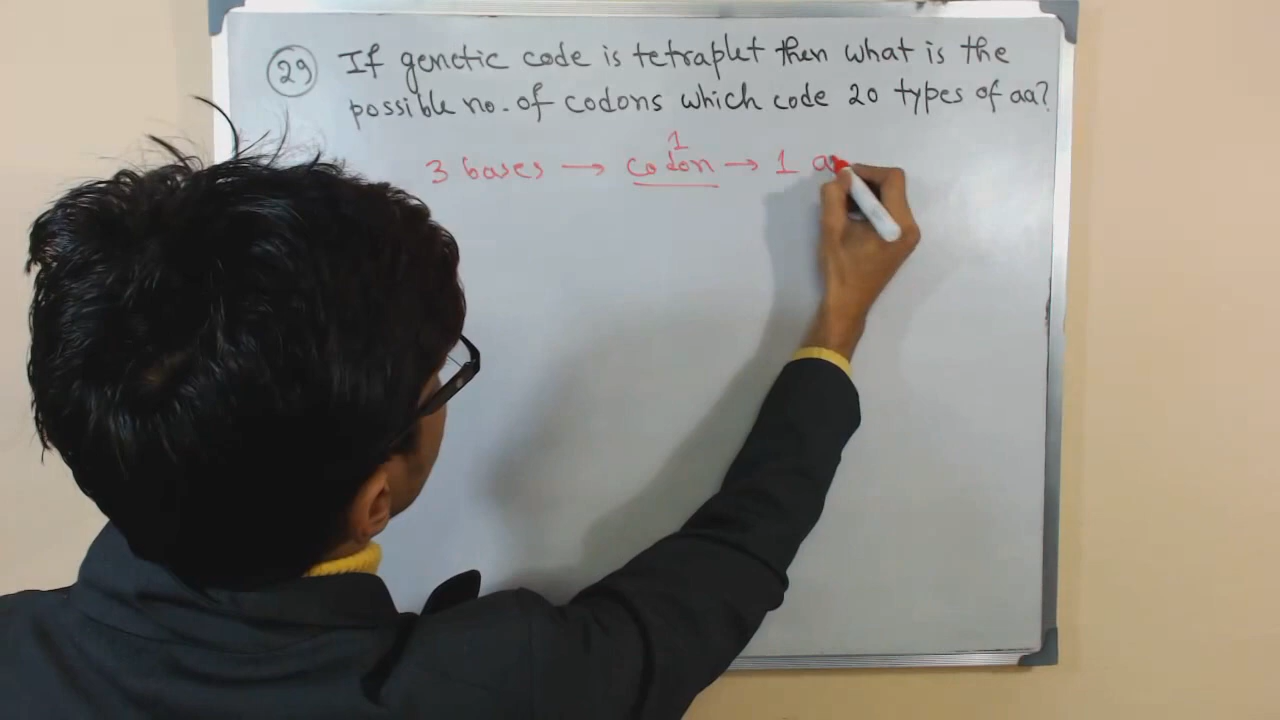 29 If genetic code is tetraplet then what is the
possible no. of codons which code 20 types of aa?
1
3 bases → codon → 1 a